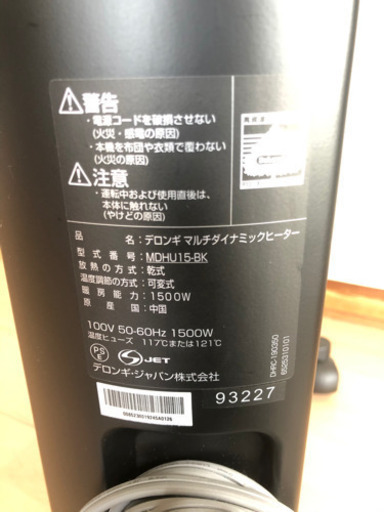 警告
・電源コードを破損させない
(火災・感電の原因)
・本機を布団や衣類で覆わない
(火災の原因)
注意
・運転中および使用直後は、
本体に触れない
(やけどの原因)
品名:デロンギ マルチダイナミックヒーター
型式番号:MDHU15-BK
放熱の方式:乾式
温度調節の方式:可変式
暖房能力:1500W
原産国:中国
100V 50-60Hz 1500W
温度ヒューズ 117℃または121℃
PS
E
JET
デロンギ・ジャパン株式会社
93227
DHFC-190350
6525310101